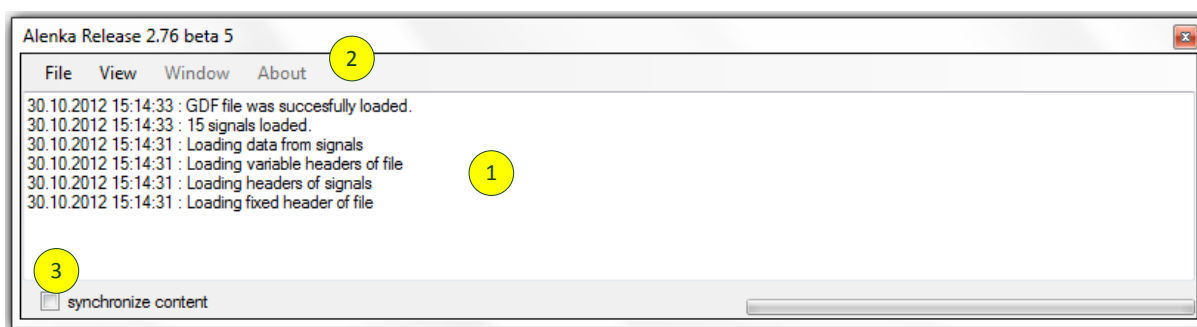 Alenka Release 2.76 beta 5
2
File View Window About
30.10.2012 15:14:33 : GDF file was succesfully loaded.
30.10.2012 15:14:33 : 15 signals loaded.
30.10.2012 15:14:31 : Loading data from signals
30.10.2012 15:14:31 : Loading variable headers of file
1
30.10.2012 15:14:31 : Loading headers of signals
30.10.2012 15:14:31 : Loading fixed header of file
3
synchronize content